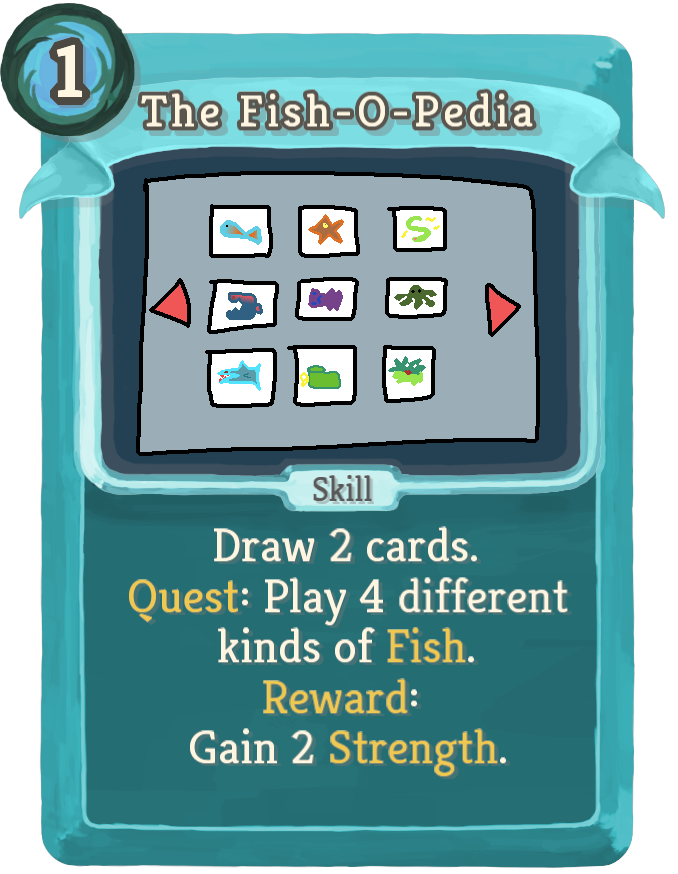 1
The Fish-O-Pedia
Skill
Draw 2 cards.
Quest: Play 4 different
kinds of Fish.
Reward:
Gain 2 Strength.